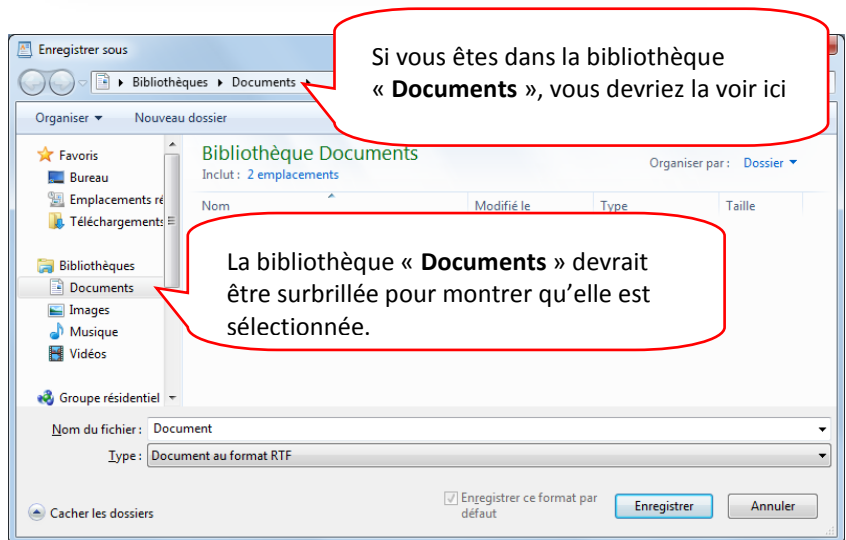 Enregistrer sous
Si vous êtes dans la bibliothèque
« Documents », vous devriez la voir ici
Bibliothèques Documents
Organiser Nouveau dossier
Favoris
Bureau
Emplacements ré
Téléchargements
Bibliothèques
Documents
Images
Musique
Vidéos
Groupe résidentiel
Bibliothèque Documents
Inclut : 2 emplacements
Organiser par : Dossier
Nom Modifié le Type Taille
La bibliothèque « Documents » devrait
être surbrillée pour montrer qu’elle est
sélectionnée.
Nom du fichier : Document
Type : Document au format RTF
Cacher les dossiers
Enregistrer ce format par
défaut
Enregistrer Annuler